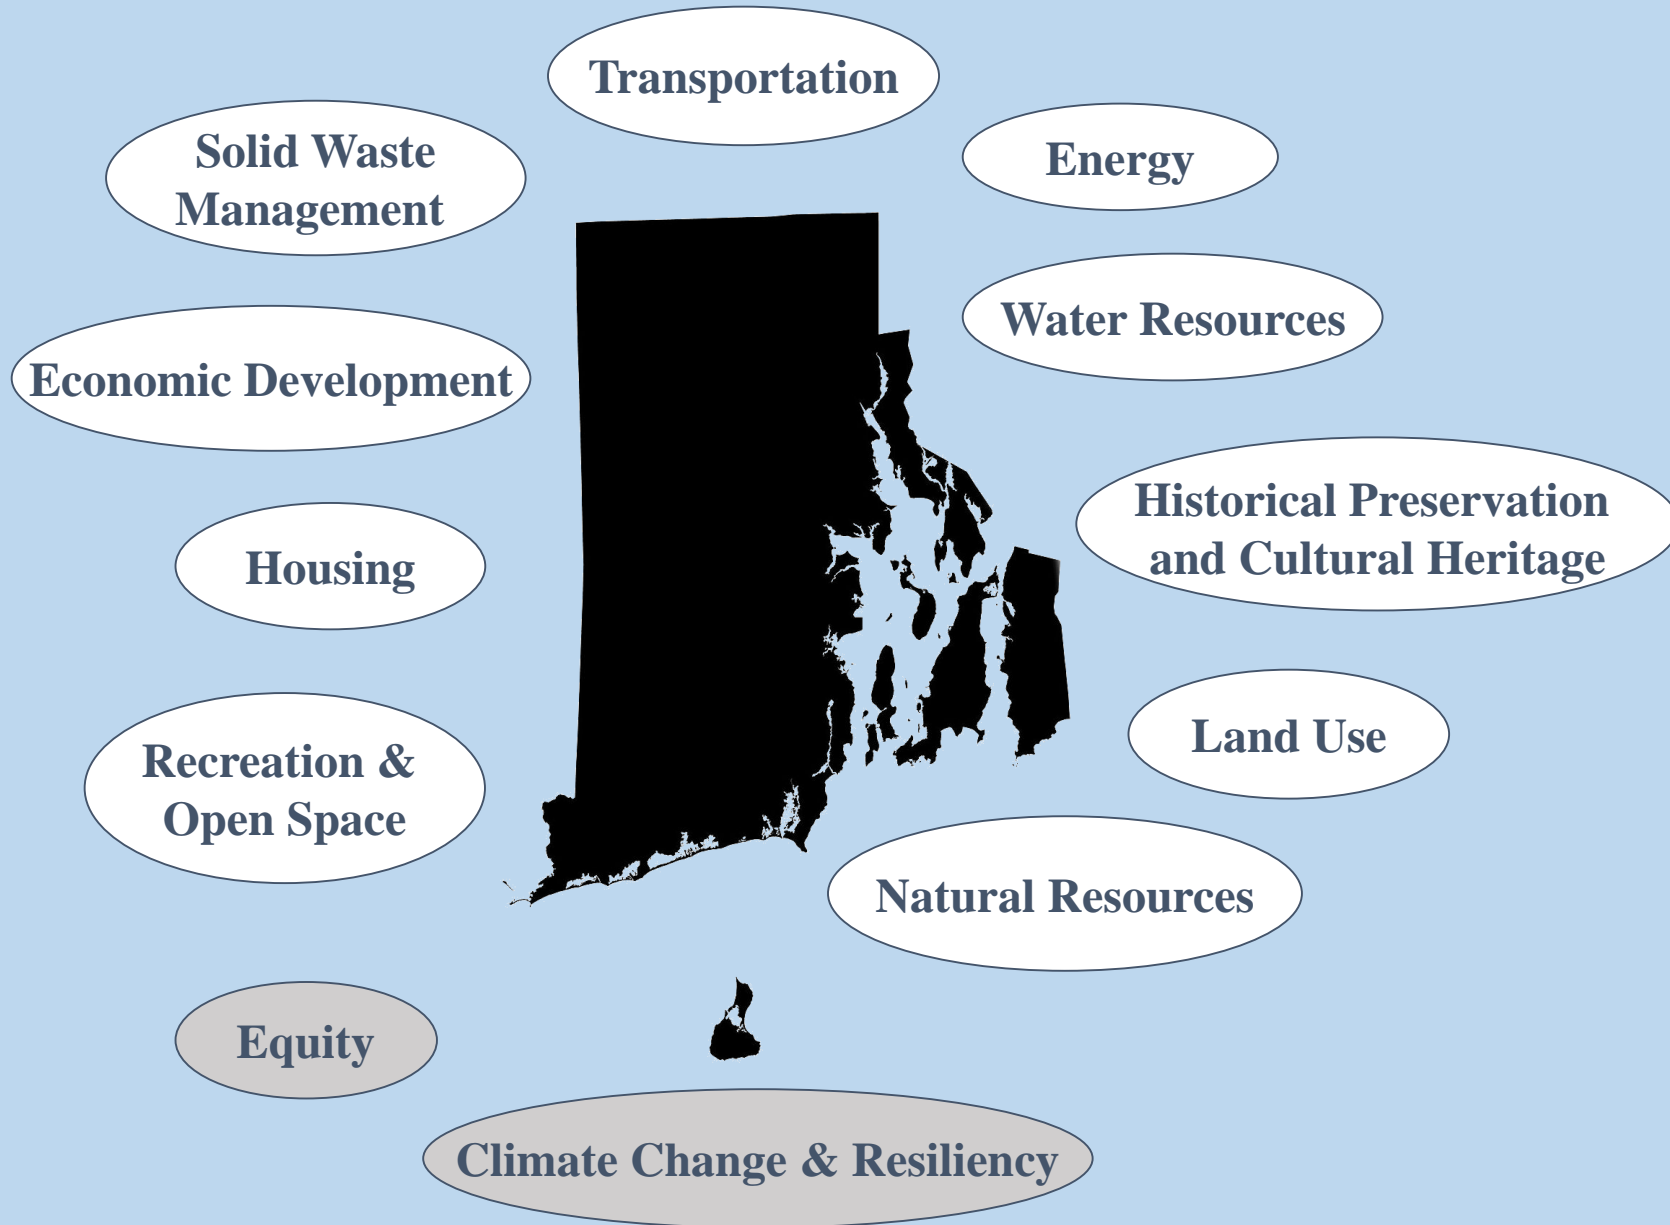 Transportation
Solid Waste
Management
Energy
Water Resources
Economic Development
Historical Preservation
and Cultural Heritage
Housing
Land Use
Recreation &
Open Space
Natural Resources
Equity
Climate Change & Resiliency